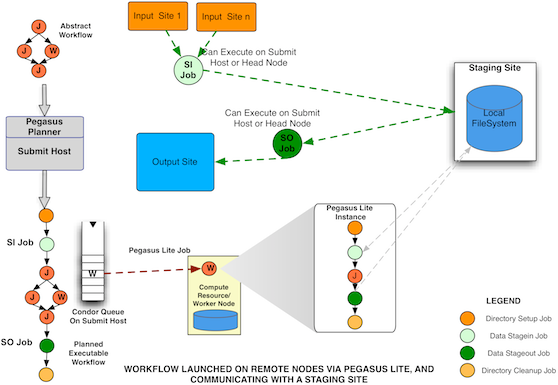 Input Site 1
Input Site n
Abstract
Workflow
J
J
W
J
Can Execute on Submit
Host or Head Node
SI
Job
Staging Site
Local
FileSystem
Can Execute on Submit
Host or Head Node
SO
Job
Output Site
Pegasus
Planner
Submit Host
Pegasus Lite
Instance
SI Job
J
J
W
J
SO Job
Planned
Executable
Workflow
W
Condor Queue
On Submit Host
Pegasus Lite Job
W
Compute
Resource/
Worker Node
J
LEGEND
Directory Setup Job
Data Stagein Job
Data Stageout Job
Directory Cleanup Job
WORKFLOW LAUNCHED ON REMOTE NODES VIA PEGASUS LITE, AND
COMMUNICATING WITH A STAGING SITE